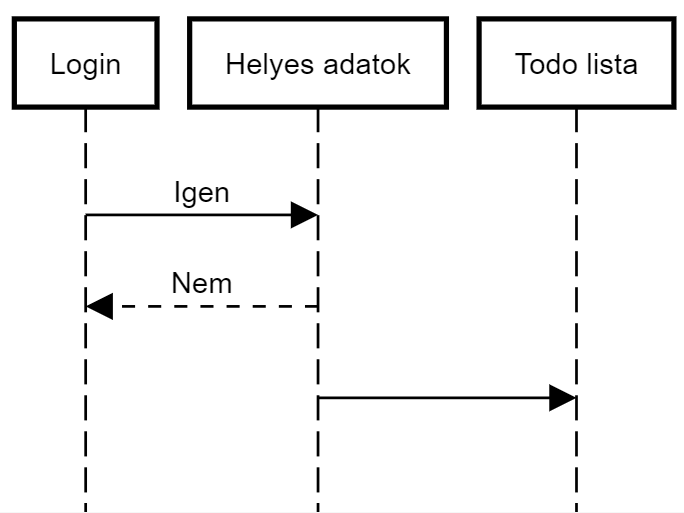 Login
Helyes adatok
Todo lista
Igen
Nem